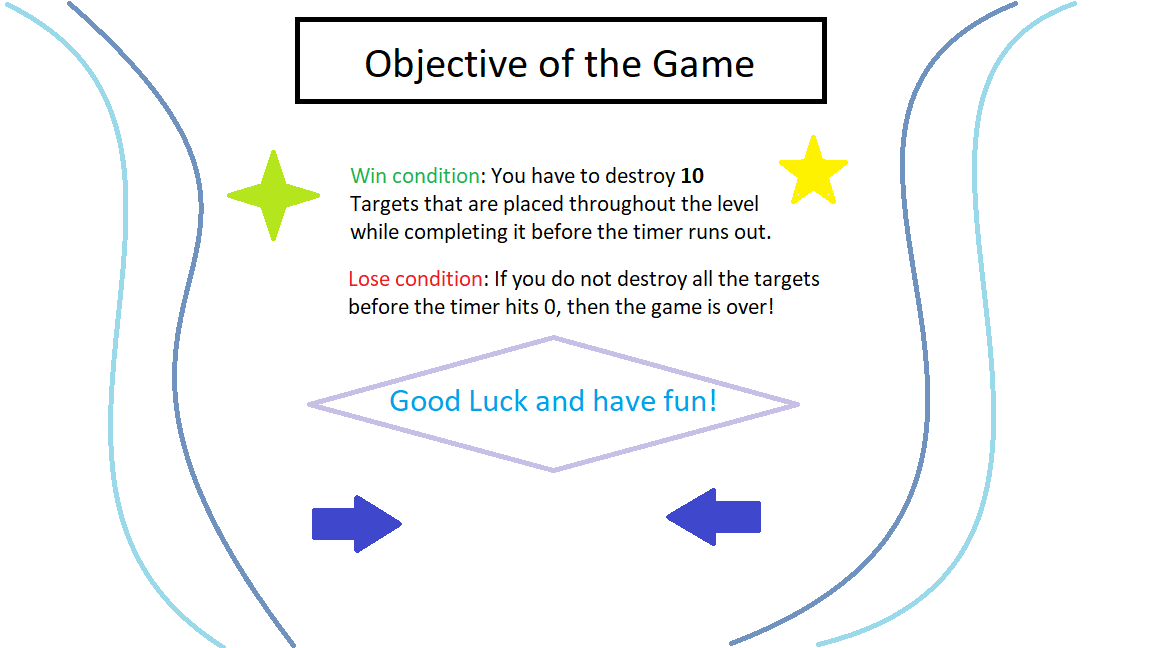 Objective of the Game
Win condition: You have to destroy 10
Targets that are placed throughout the level
while completing it before the timer runs out.
Lose condition: If you do not destroy all the targets
before the timer hits 0, then the game is over!
Good Luck and have fun!